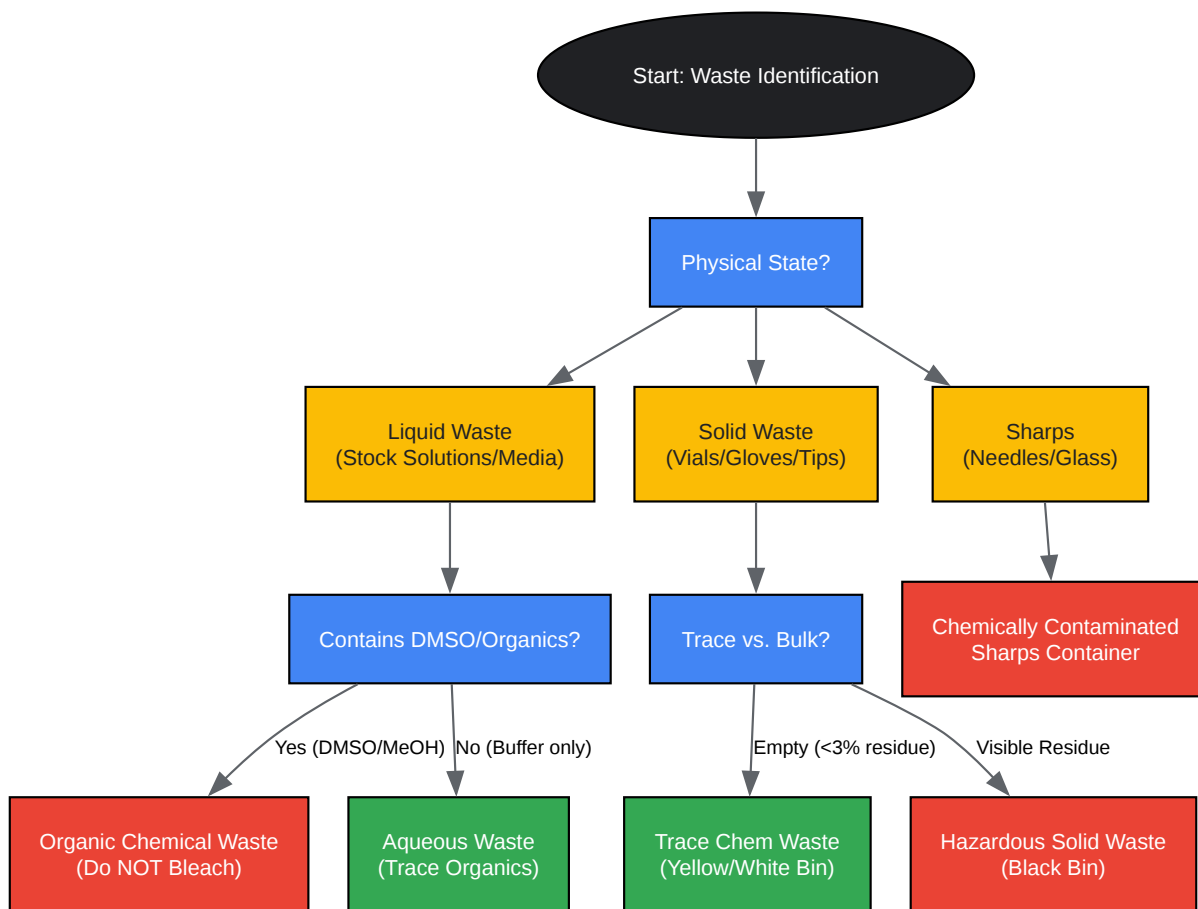 Start: Waste Identification
Physical State?
Liquid Waste
(Stock Solutions/Media)
Solid Waste
(Vials/Gloves/Tips)
Sharps
(Needles/Glass)
Contains DMSO/Organics?
Trace vs. Bulk?
Chemically Contaminated
Sharps Container
Yes (DMSO/MeOH)
No (Buffer only)
Empty (<3% residue)
Visible Residue
Organic Chemical Waste
(Do NOT Bleach)
Aqueous Waste
(Trace Organics)
Trace Chem Waste
(Yellow/White Bin)
Hazardous Solid Waste
(Black Bin)